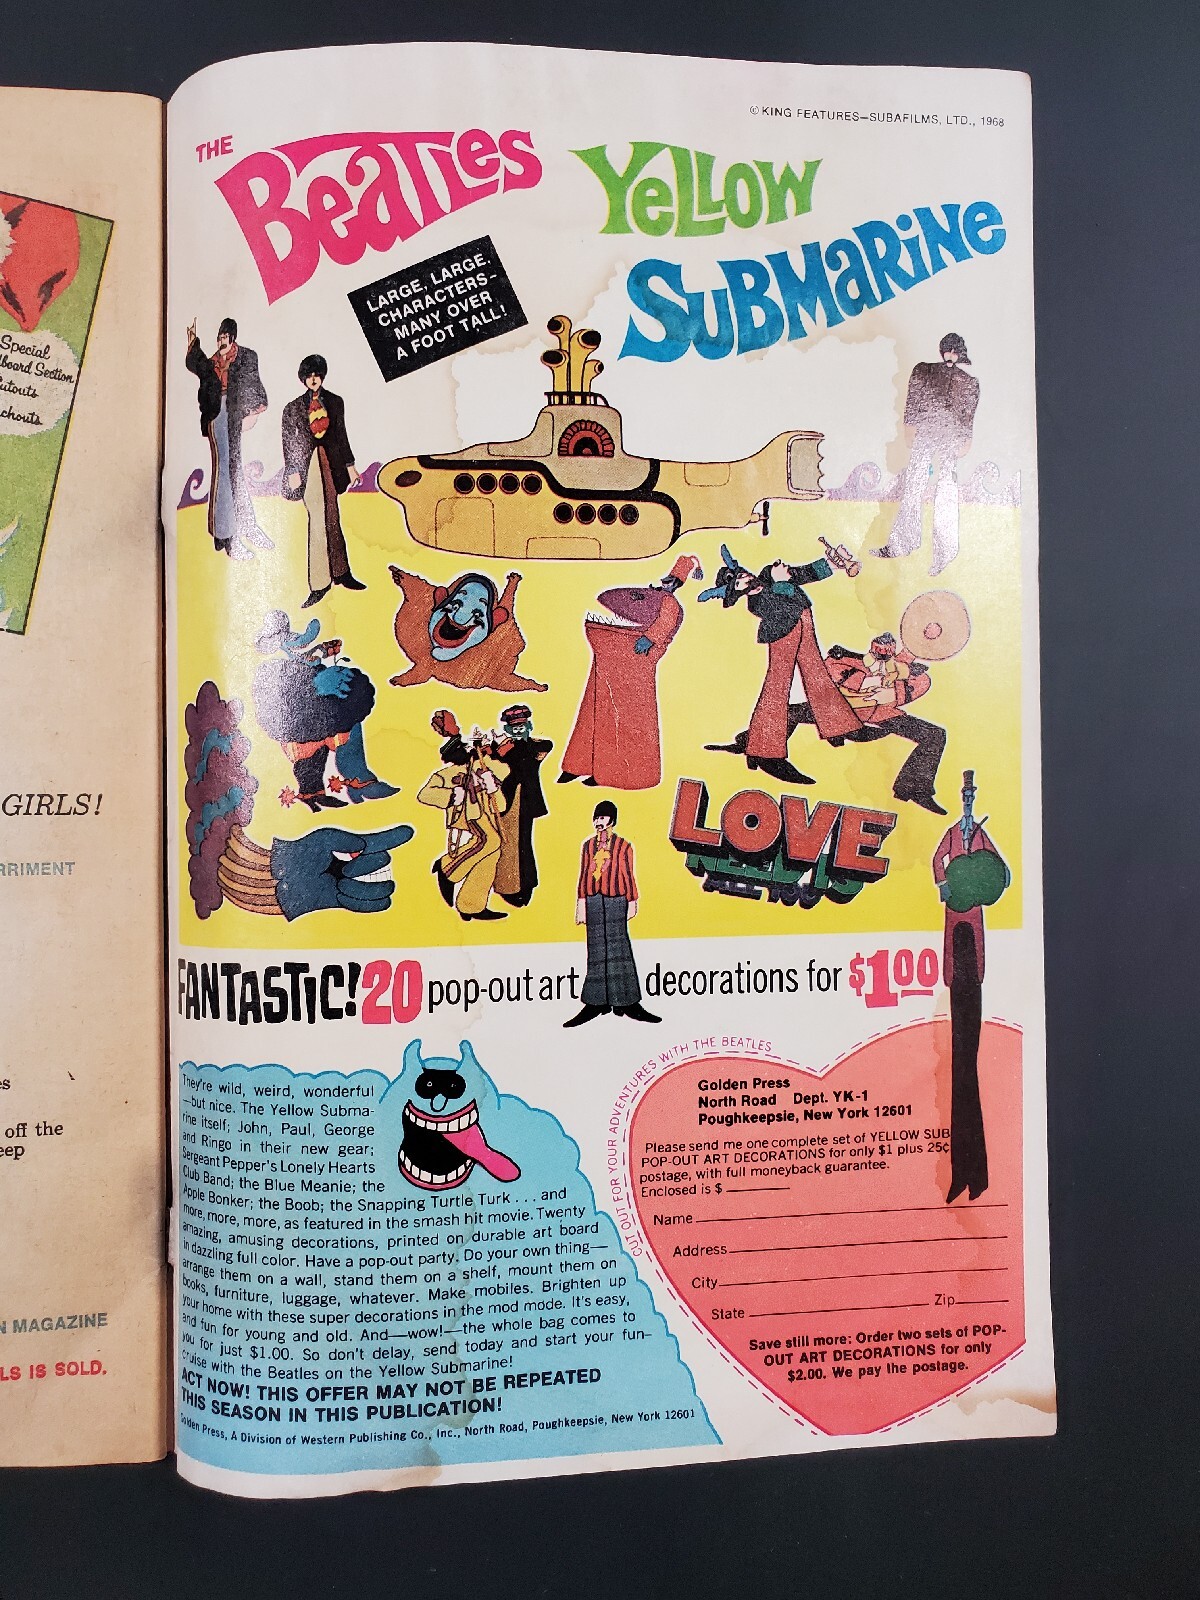 Special
board Section
utouts
chouts
GIRLS!
RRIMENT
es
off the
eep
N MAGAZINE
LS IS SOLD.
© KING FEATURES—SUBAFILMS, LTD., 1968
THE
BEATLES
YELLOW
SUBMARINE
LARGE, LARGE,
CHARACTERS-
MANY OVER
A FOOT TALL!
LOVE
NEED IS
ALL YOU
FANTASTIC! 20 pop-out art decorations for $1.00
They're wild, weird, wonderful
—but nice. The Yellow Subma-
rine itself; John, Paul, George
and Ringo in their new gear;
Sergeant Pepper's Lonely Hearts
Club Band; the Blue Meanie; the
Apple Bonker; the Boob; the Snapping Turtle Turk . . . and
more, more, more, as featured in the smash hit movie. Twenty
amazing, amusing decorations, printed on durable art board
in dazzling full color. Have a pop-out party. Do your own thing—
arrange them on a wall, stand them on a shelf, mount them on
books, furniture, luggage, whatever. Make mobiles. Brighten up
your home with these super decorations in the mod mode. It's easy,
and fun for young and old. And—wow!—the whole bag comes to
you for just $1.00. So don't delay, send today and start your fun-
cruise with the Beatles on the Yellow Submarine!
ACT NOW! THIS OFFER MAY NOT BE REPEATED
THIS SEASON IN THIS PUBLICATION!
Golden Press, A Division of Western Publishing Co., Inc., North Road, Poughkeepsie, New York 12601
CUT OUT FOR YOUR ADVENTURES WITH THE BEATLES
Golden Press
North Road Dept. YK-1
Poughkeepsie, New York 12601
Please send me one complete set of YELLOW SUB
POP-OUT ART DECORATIONS for only $1 plus 25¢
postage, with full moneyback guarantee.
Enclosed is $
Name
Address
City
State Zip
Save still more: Order two sets of POP-
OUT ART DECORATIONS for only
$2.00. We pay the postage.